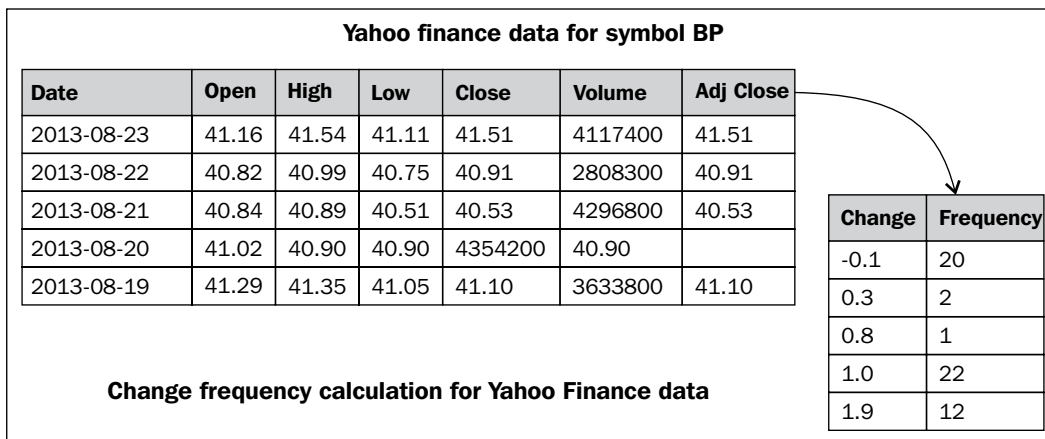 Yahoo finance data for symbol BP
Date Open High Low Close Volume Adj Close
2013-08-23 41.16 41.54 41.11 41.51 4117400 41.51
2013-08-22 40.82 40.99 40.75 40.91 2808300 40.91
2013-08-21 40.84 40.89 40.51 40.53 4296800 40.53
2013-08-20 41.02 40.90 40.90 4354200 40.90
2013-08-19 41.29 41.35 41.05 41.10 3633800 41.10
Change Frequency
-0.1 20
0.3 2
0.8 1
1.0 22
1.9 12
Change frequency calculation for Yahoo Finance data